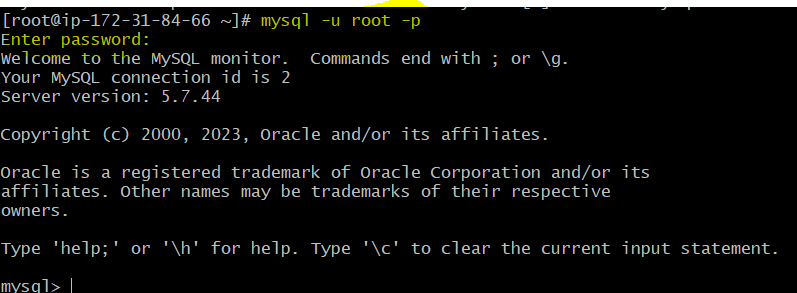 [root@ip-172-31-84-66 ~]# mysql -u root -p
Enter password:
Welcome to the MySQL monitor.  Commands end with ; or \g.
Your MySQL connection id is 2
Server version: 5.7.44
Copyright (c) 2000, 2023, Oracle and/or its affiliates.
Oracle is a registered trademark of Oracle Corporation and/or its
affiliates. Other names may be trademarks of their respective
owners.
Type 'help;' or '\h' for help. Type '\c' to clear the current input statement.
mysql>